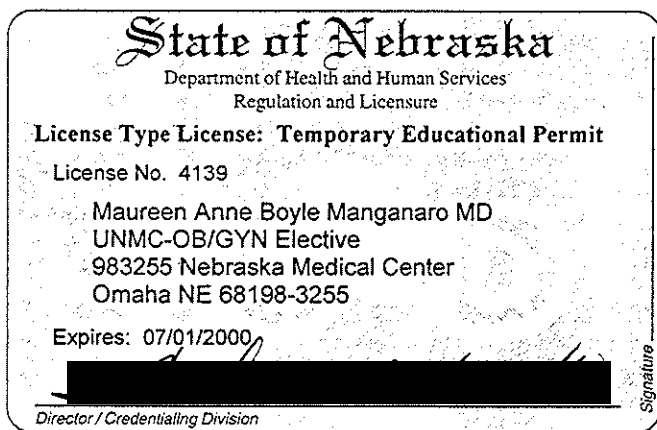 State of Nebraska
Department of Health and Human Services
Regulation and Licensure
License Type License: Temporary Educational Permit
License No. 4139
Maureen Anne Boyle Manganaro MD
UNMC-OB/GYN Elective
983255 Nebraska Medical Center
Omaha NE 68198-3255
Expires: 07/01/2000
Director / Credentialing Division
Signature